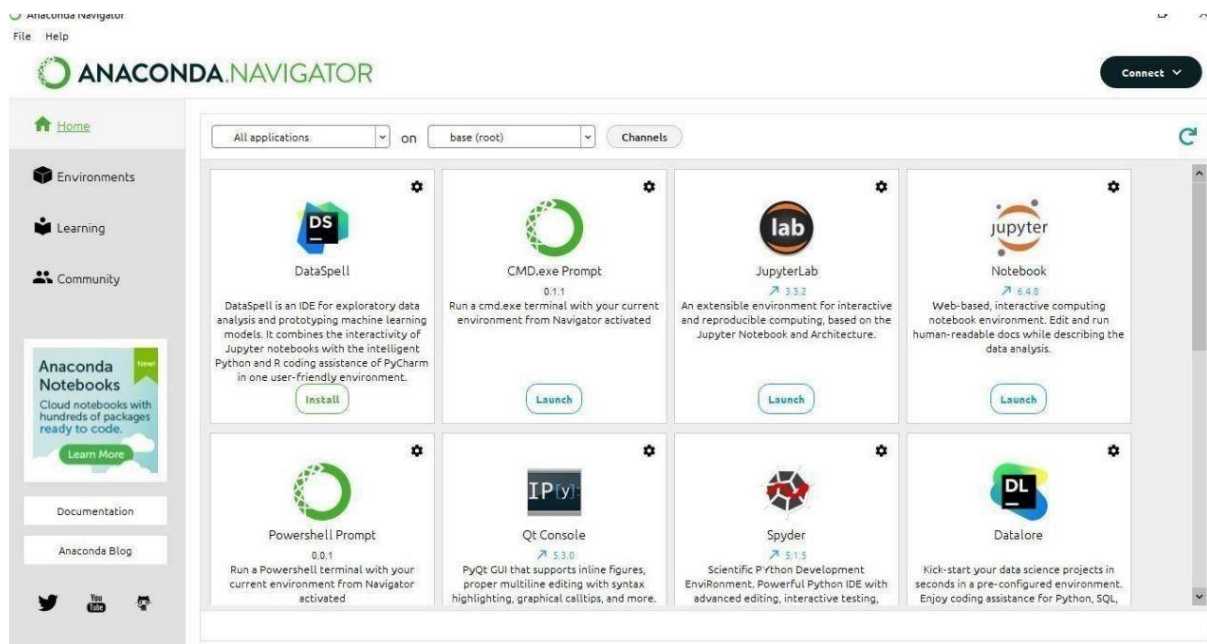 Anaconda Navigator
File Help
ANACONDA.NAVIGATOR
Connect
Home
Environments
Learning
Community
Anaconda
Notebooks
New!
Cloud notebooks with
hundreds of packages
ready to code.
Learn More
Documentation
Anaconda Blog
You
Tube
All applications on base (root) Channels
DS
DataSpell
DataSpell is an IDE for exploratory data
analysis and prototyping machine learning
models. It combines the interactivity of
Jupyter notebooks with the intelligent
Python and R coding assistance of PyCharm
in one user-friendly environment.
Install
CMD.exe Prompt
0.1.1
Run a cmd.exe terminal with your current
environment from Navigator activated
Launch
lab
JupyterLab
3.3.2
An extensible environment for interactive
and reproducible computing, based on the
Jupyter Notebook and Architecture.
Launch
jupyter
Notebook
6.4.8
Web-based, interactive computing
notebook environment. Edit and run
human-readable docs while describing the
data analysis.
Launch
Powershell Prompt
0.0.1
Run a Powershell terminal with your
current environment from Navigator
activated
IP[y]:
Qt Console
5.3.0
PyQt GUI that supports inline figures,
proper multiline editing with syntax
highlighting, graphical calltips, and more.
Spyder
5.1.5
Scientific PYthon Development
EnviRonment. Powerful Python IDE with
advanced editing, interactive testing,
DL
Datalore
Kick-start your data science projects in
seconds in a pre-configured environment.
Enjoy coding assistance for Python, SQL,